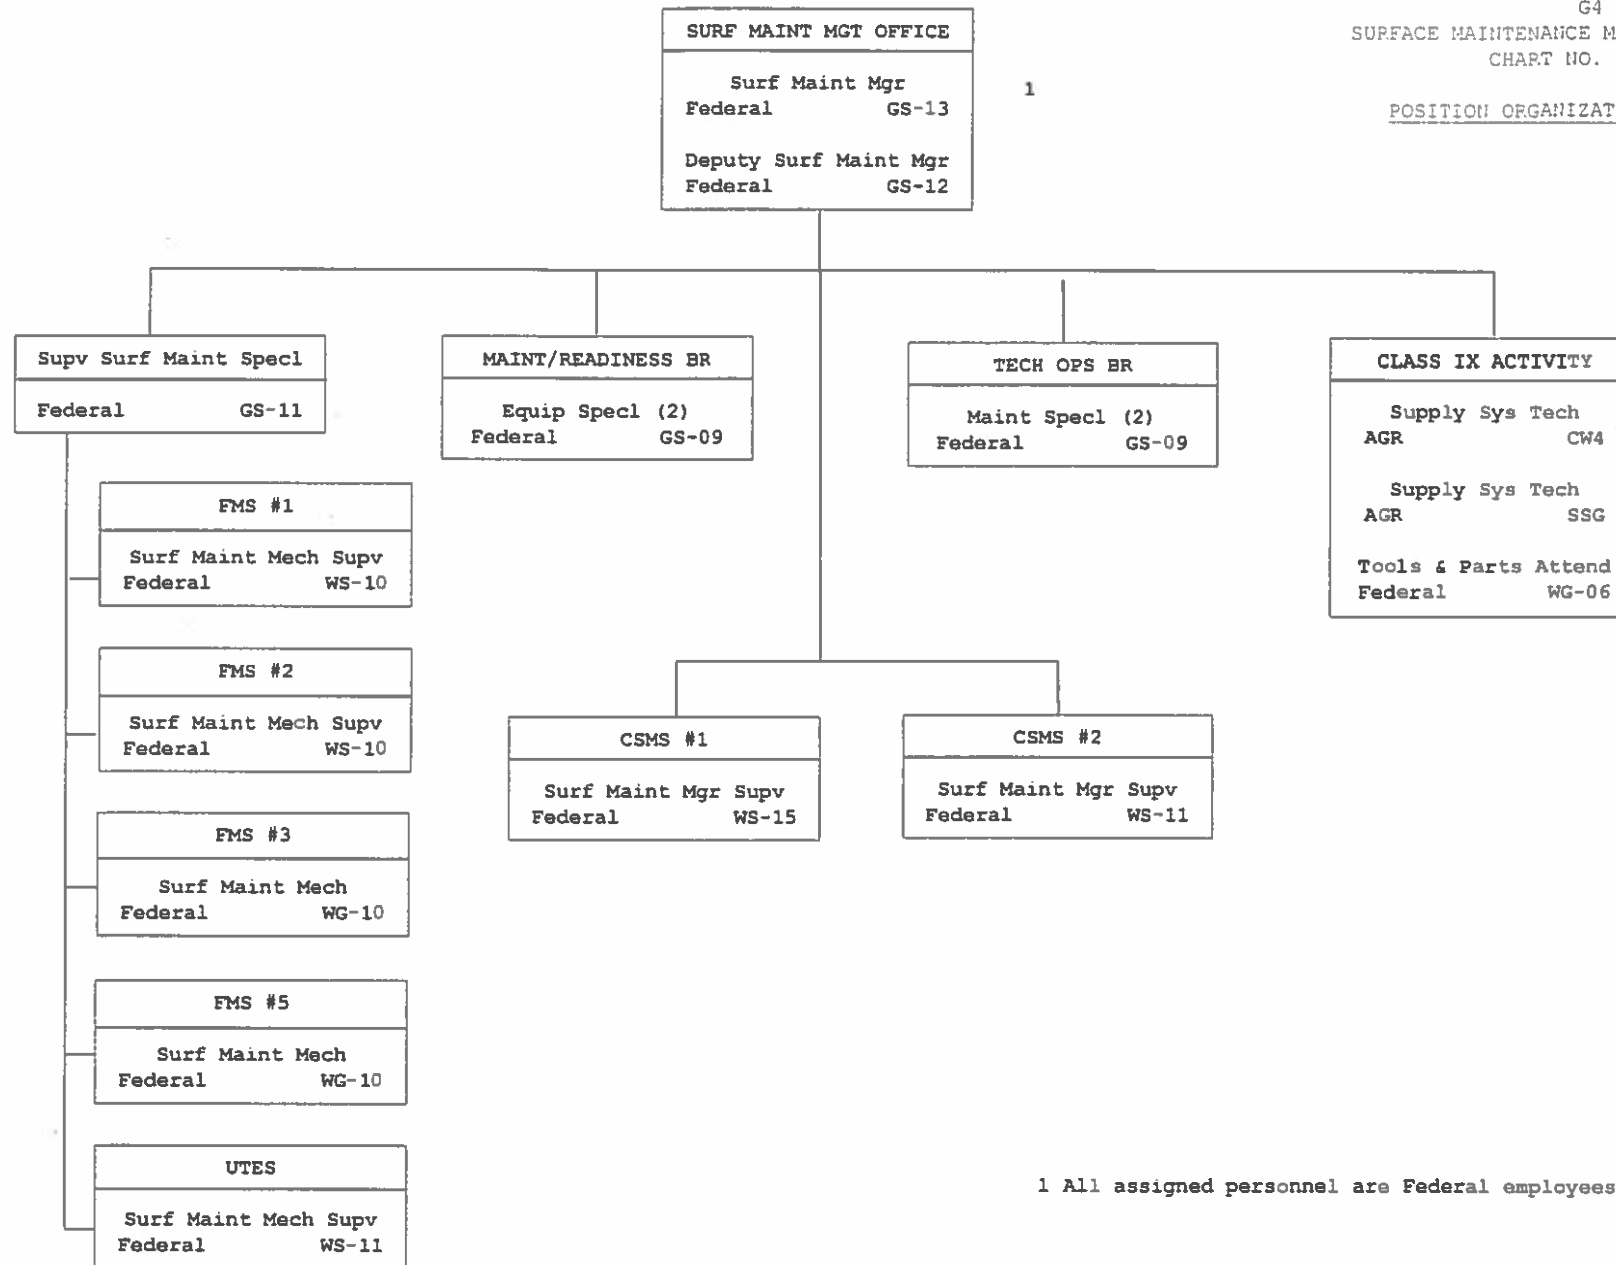 G4
SURFACE MAINTENANCE M
CHART NO.
POSITION ORGANIZAT
SURF MAINT MGT OFFICE
Surf Maint Mgr
Federal GS-13
Deputy Surf Maint Mgr
Federal GS-12
1
Supv Surf Maint Specl
Federal GS-11
MAINT/READINESS BR
Equip Specl (2)
Federal GS-09
TECH OPS BR
Maint Specl (2)
Federal GS-09
CLASS IX ACTIVITY
Supply Sys Tech
AGR CW4
Supply Sys Tech
AGR SSG
Tools & Parts Attend
Federal WG-06
FMS #1
Surf Maint Mech Supv
Federal WS-10
FMS #2
Surf Maint Mech Supv
Federal WS-10
FMS #3
Surf Maint Mech
Federal WG-10
FMS #5
Surf Maint Mech
Federal WG-10
UTES
Surf Maint Mech Supv
Federal WS-11
CSMS #1
Surf Maint Mgr Supv
Federal WS-15
CSMS #2
Surf Maint Mgr Supv
Federal WS-11
1 All assigned personnel are Federal employees